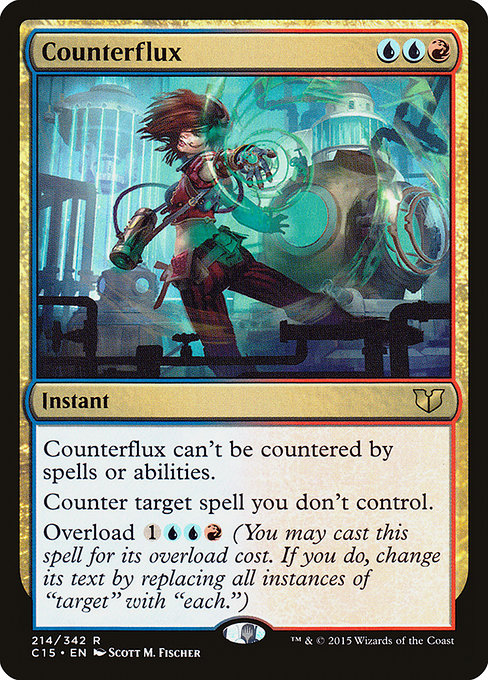 Counterflux
Instant
Counterflux can't be countered by
spells or abilities.
Counter target spell you don't control.
Overload 1 (You may cast this
spell for its overload cost. If you do, change
its text by replacing all instances of
“target” with “each.”)
214/342 R
C15 • EN Scott M. Fischer
™ & © 2015 Wizards of the Coast